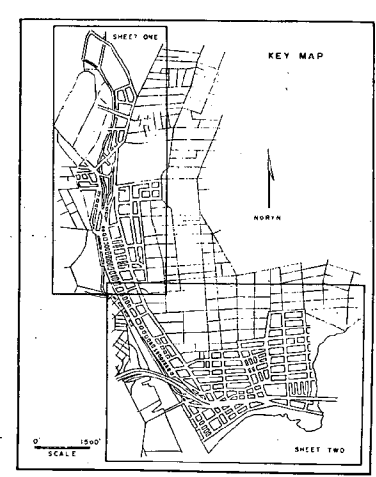 SHEET ONE
KEY MAP
NORTH
0' 1500'
SCALE
SHEET TWO